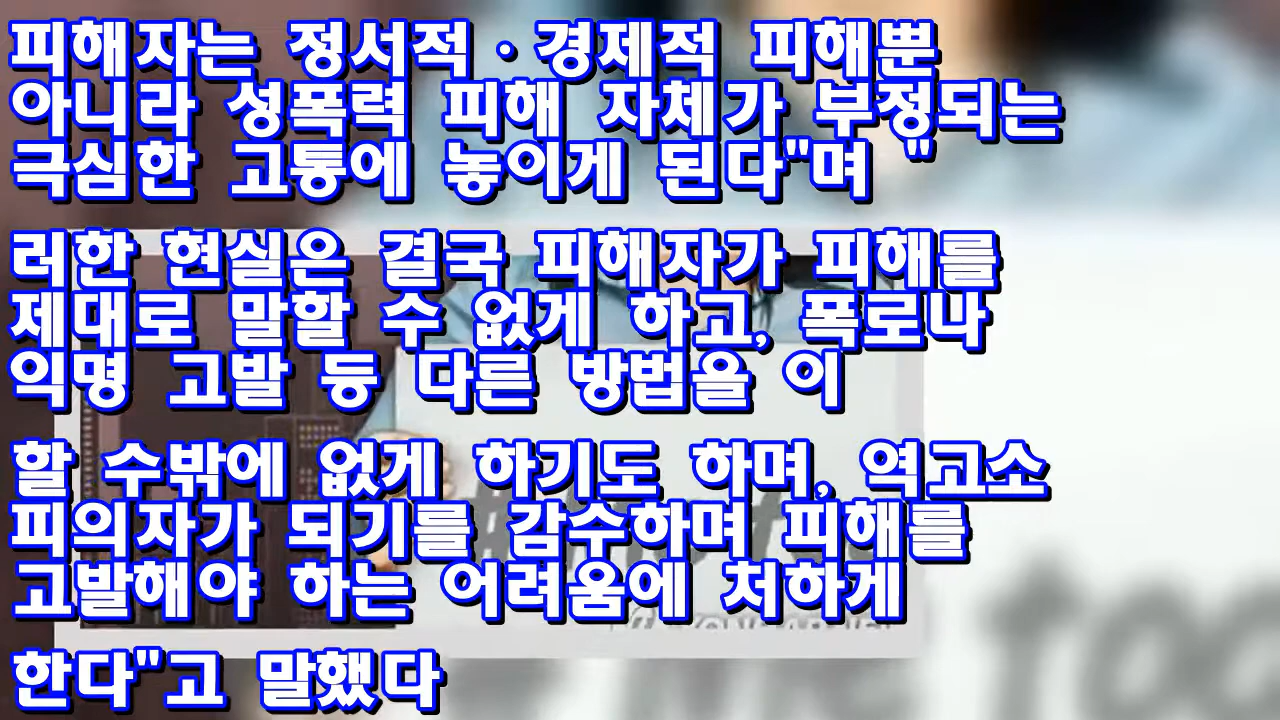 피해자는 정서적·경제적 피해뿐
아니라 성폭력 피해 자체가 부정되는
극심한 고통에 놓이게 된다"며 "
러한 현실은 결국 피해자가 피해를
제대로 말할 수 없게 하고, 폭로나
익명 고발 등 다른 방법을 이
할 수밖에 없게 하기도 하며, 역고소
피의자가 되기를 감수하며 피해를
고발해야 하는 어려움에 처하게
한다"고 말했다